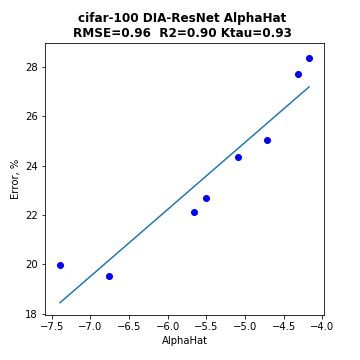 cifar-100 DIA-ResNet AlphaHat
RMSE=0.96 R2=0.90 Ktau=0.93
Error, %
28
26
24
22
20
18
−7.5 −7.0 −6.5 −6.0 −5.5 −5.0 −4.5 −4.0
AlphaHat